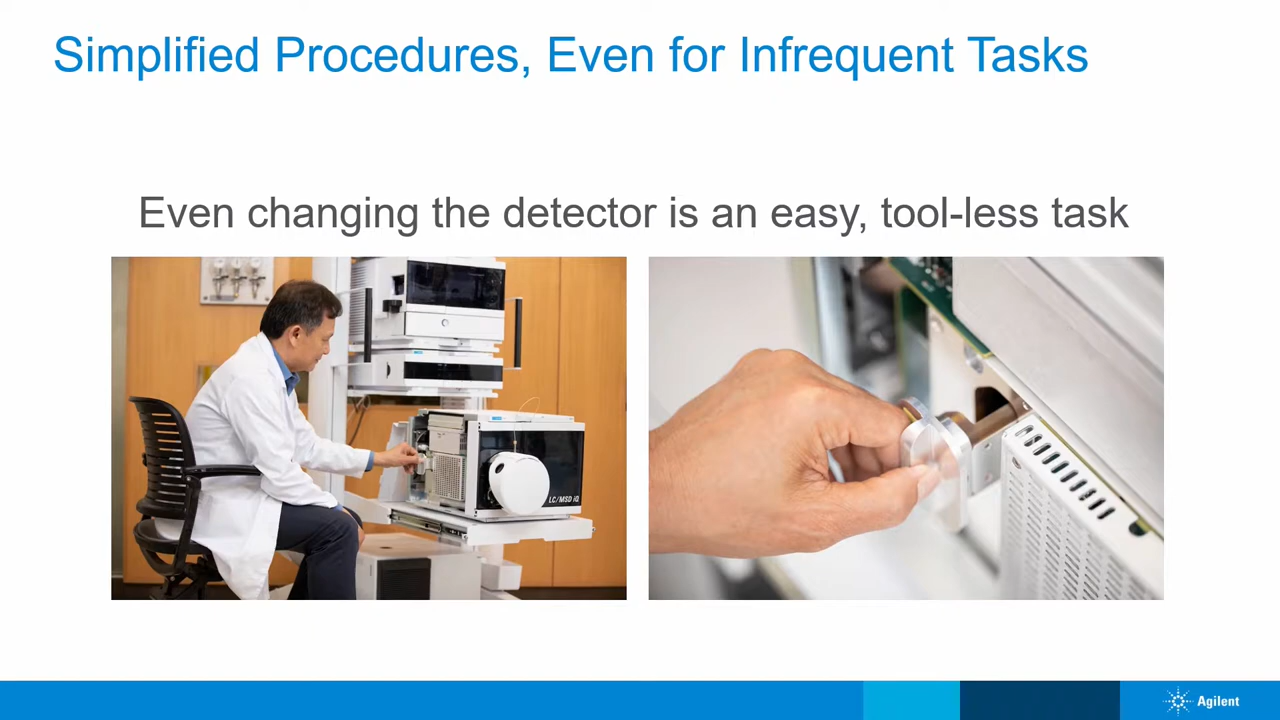 Simplified Procedures, Even for Infrequent Tasks
Even changing the detector is an easy, tool-less task
LC/MSD iQ
Agilent